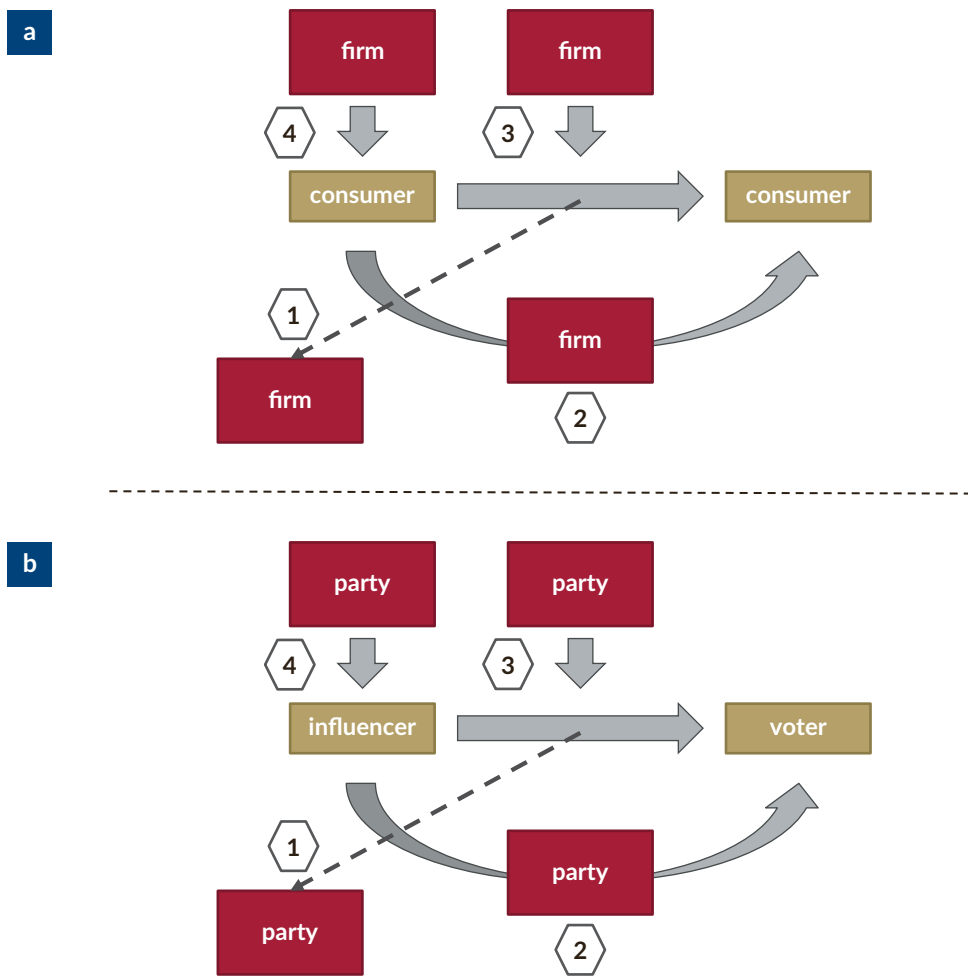 a
firm
firm
4
3
consumer
consumer
1
firm
firm
2
b
party
party
4
3
influencer
voter
1
party
party
2